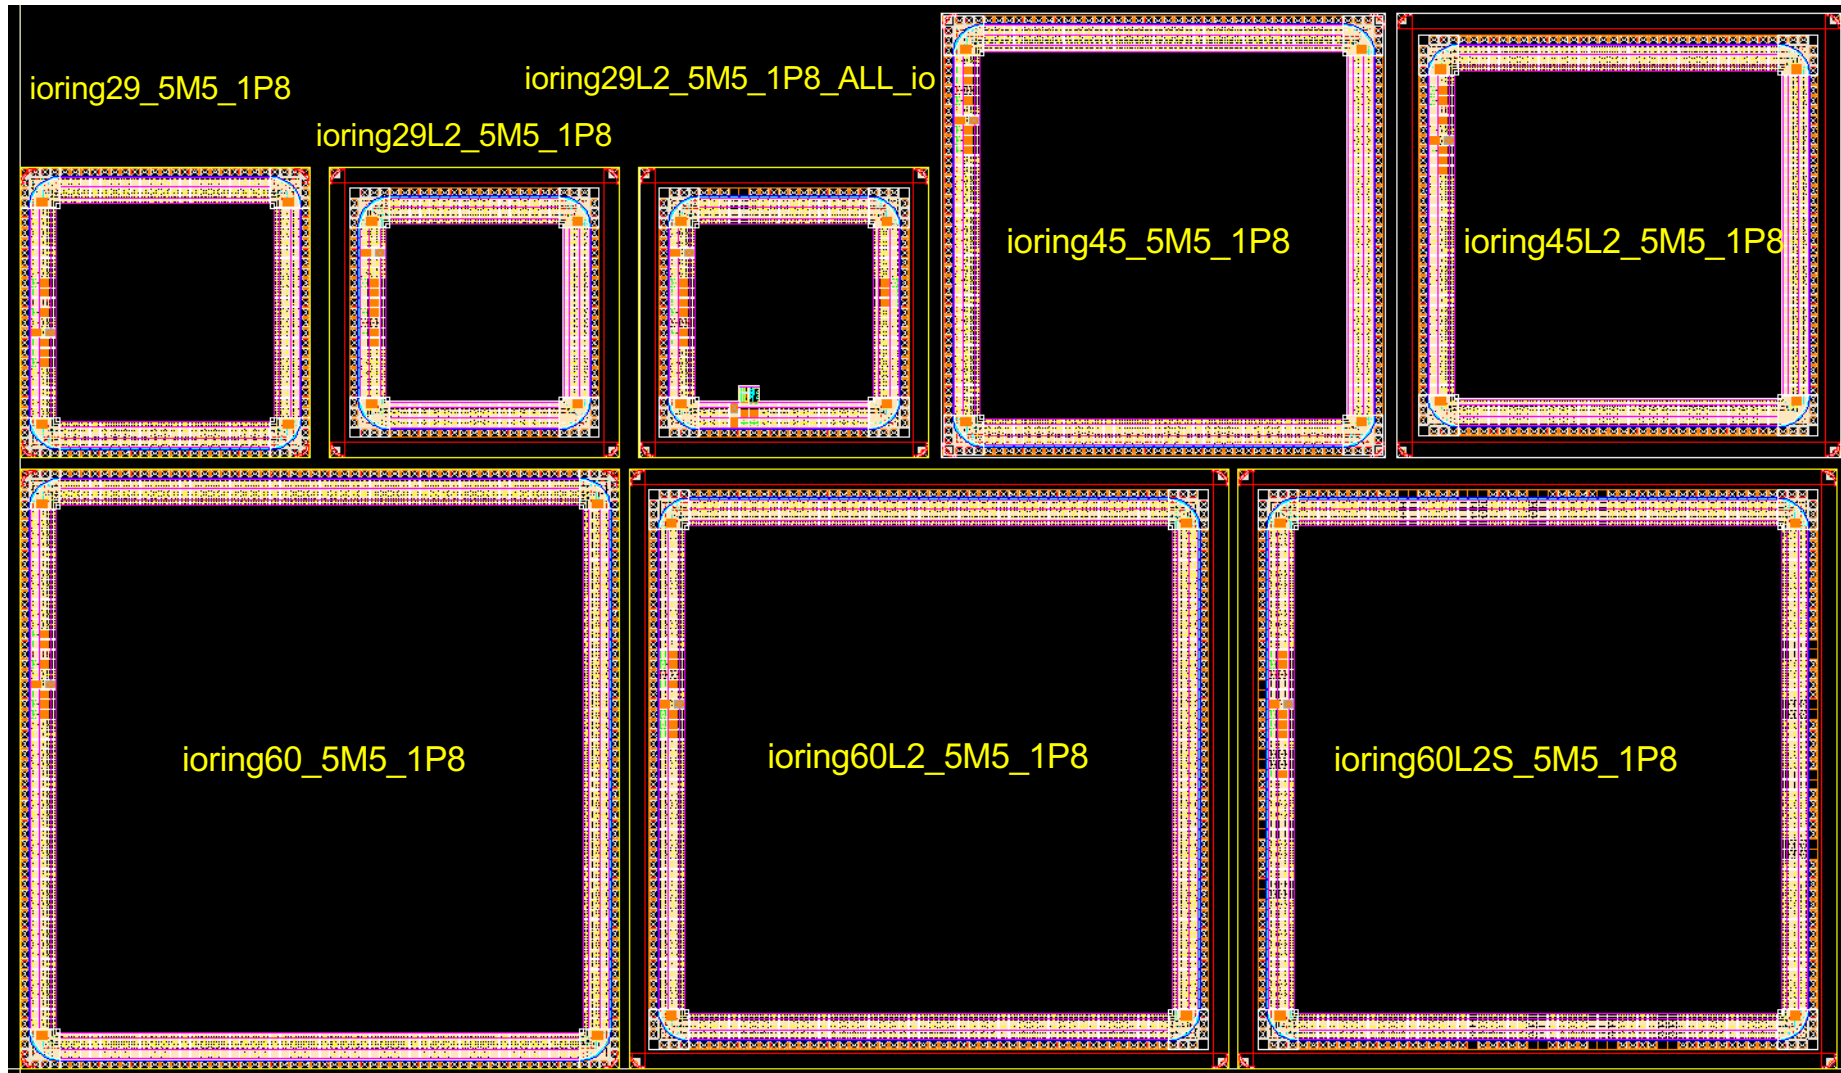 ioring29_5M5_1P8
ioring29L2_5M5_1P8
ioring29L2_5M5_1P8_ALL_io
ioring45_5M5_1P8
ioring45L2_5M5_1P8
ioring60_5M5_1P8
ioring60L2_5M5_1P8
ioring60L2S_5M5_1P8